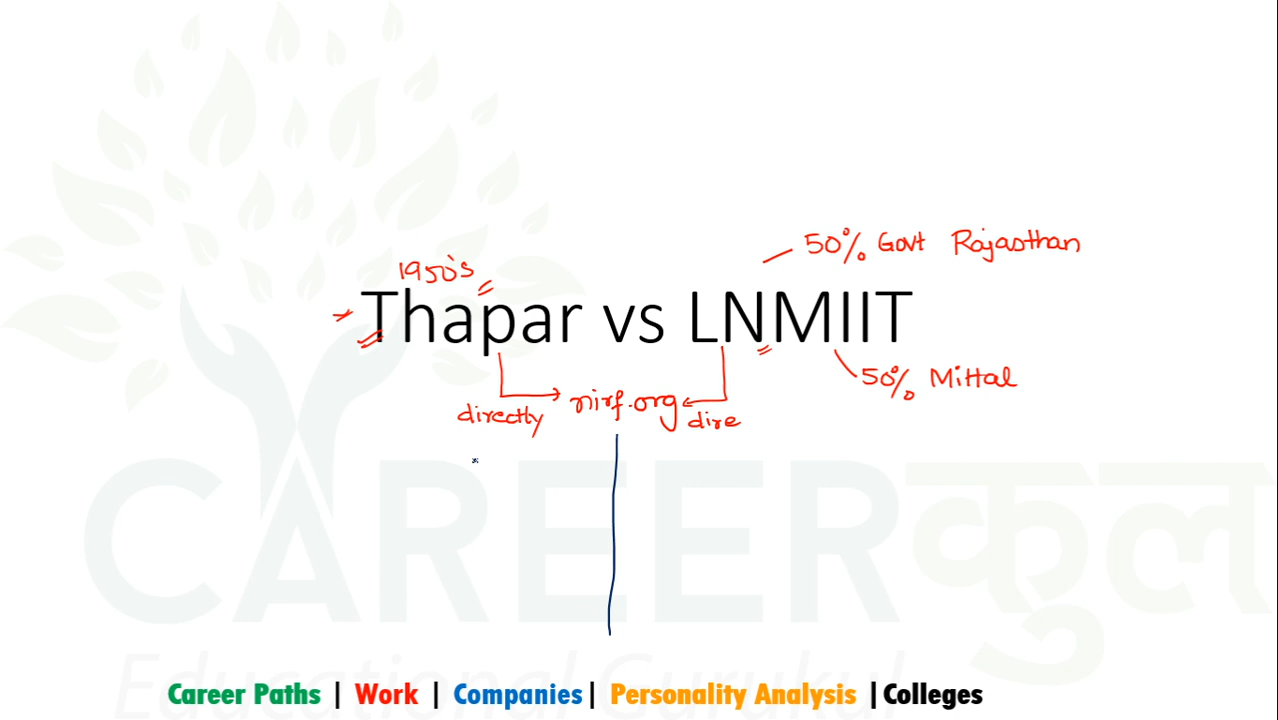 50% Govt Rajasthan
1950's
Thapar vs LNMIIT
50% Mittal
directly nirf.org dire
CAREERकुल
Educational Gurukul
Career Paths | Work | Companies | Personality Analysis | Colleges